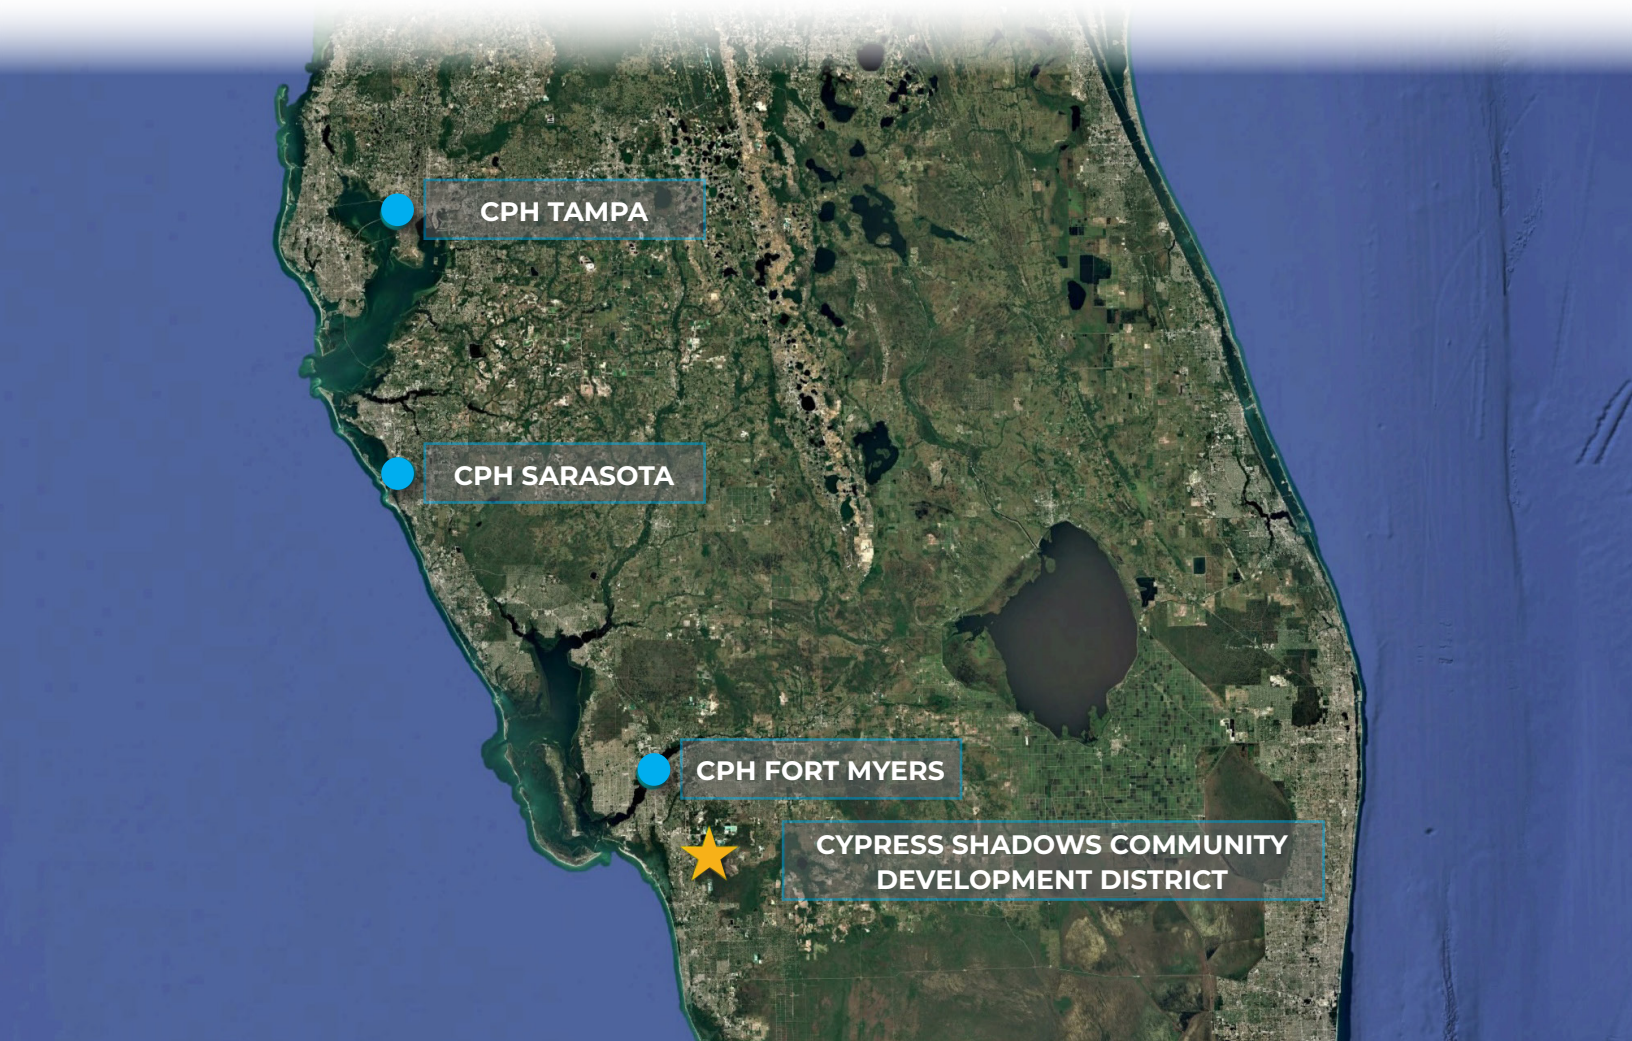 CPH TAMPA
CPH SARASOTA
CPH FORT MYERS
CYPRESS SHADOWS COMMUNITY
DEVELOPMENT DISTRICT